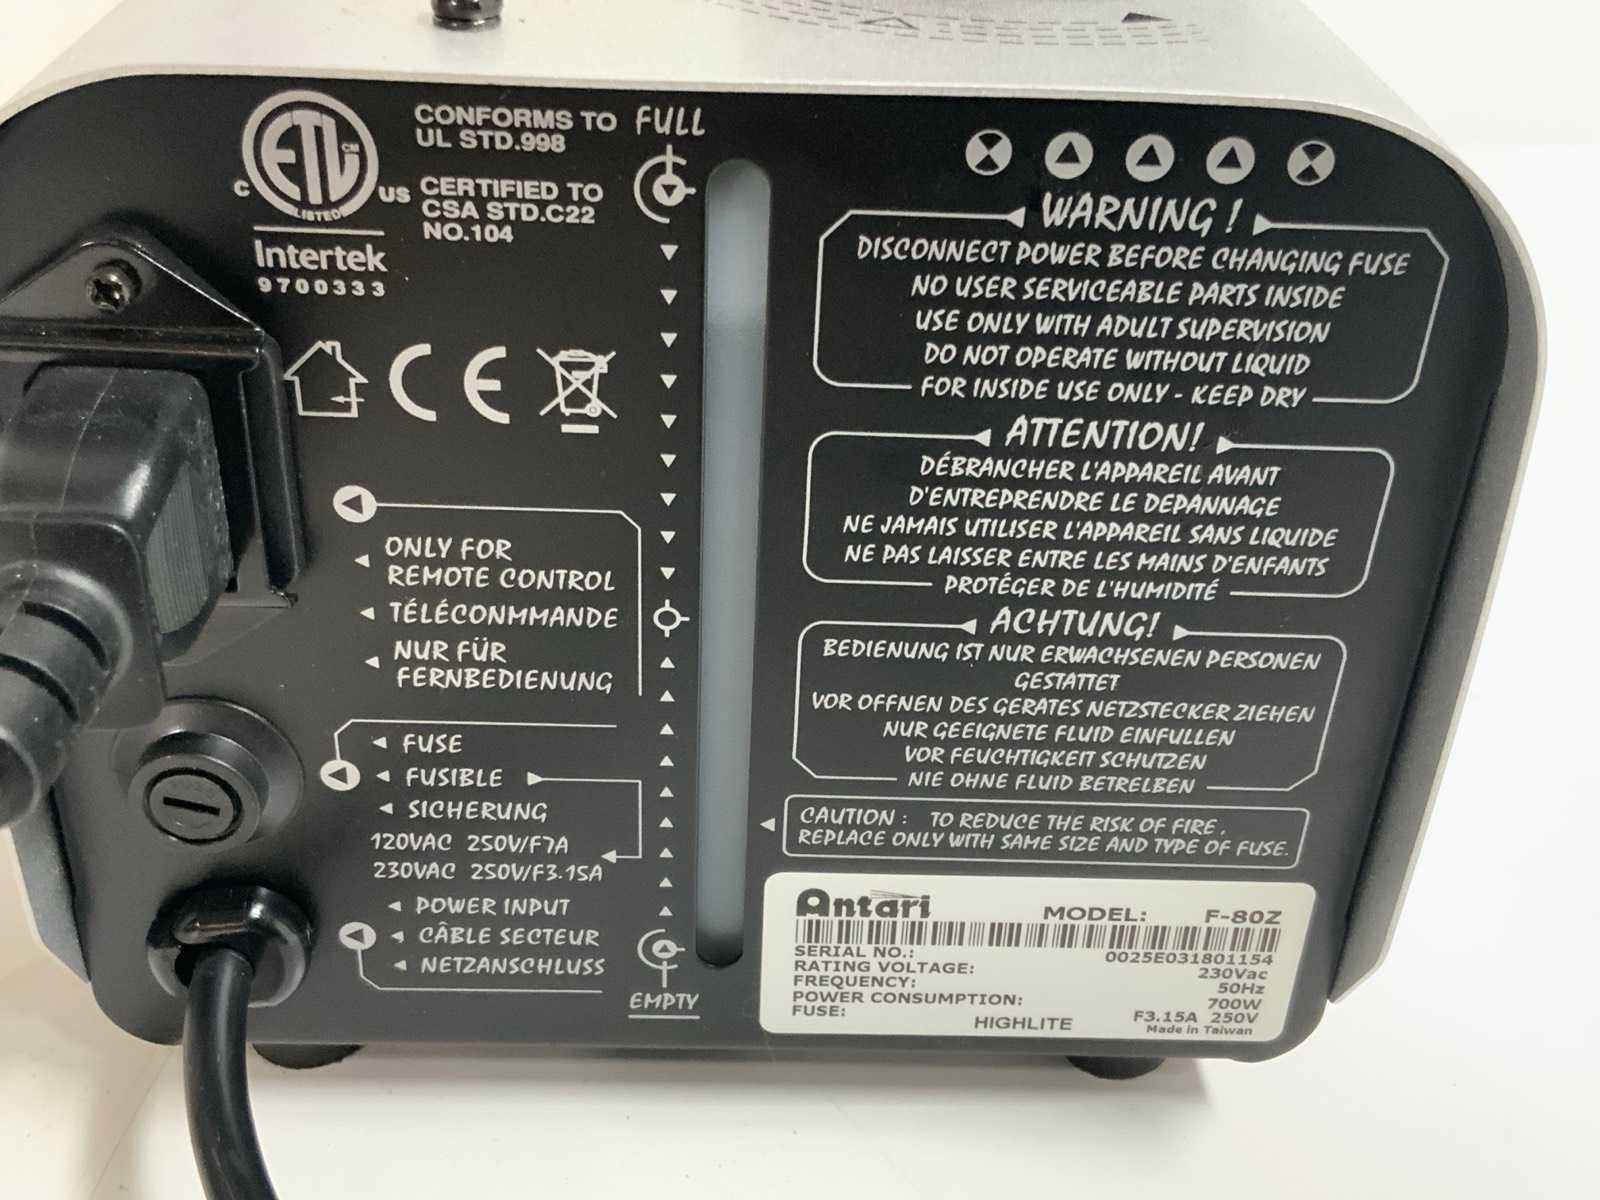 C ETL CM US
LISTED
Intertek
9700333
CONFORMS TO
UL STD.998
CERTIFIED TO
CSA STD.C22
NO.104
CE
FULL
ONLY FOR
REMOTE CONTROL
TÉLÉCONMMANDE
NUR FÜR
FERNBEDIENUNG
FUSE
FUSIBLE
SICHERUNG
120VAC 250V/F7A
230VAC 250V/F3.15A
POWER INPUT
CÂBLE SECTEUR
NETZANSCHLUSS
EMPTY
WARNING !
DISCONNECT POWER BEFORE CHANGING FUSE
NO USER SERVICEABLE PARTS INSIDE
USE ONLY WITH ADULT SUPERVISION
DO NOT OPERATE WITHOUT LIQUID
FOR INSIDE USE ONLY - KEEP DRY
ATTENTION!
DÉBRANCHER L'APPAREIL AVANT
D'ENTREPRENDRE LE DEPANNAGE
NE JAMAIS UTILISER L'APPAREIL SANS LIQUIDE
NE PAS LAISSER ENTRE LES MAINS D'ENFANTS
PROTÉGER DE L'HUMIDITÉ
ACHTUNG!
BEDIENUNG IST NUR ERWACHSENEN PERSONEN
GESTATTET
VOR OFFNEN DES GERATES NETZSTECKER ZIEHEN
NUR GEEIGNETE FLUID EINFULLEN
VOR FEUCHTIGKEIT SCHUTZEN
NIE OHNE FLUID BETRELBEN
CAUTION : TO REDUCE THE RISK OF FIRE,
REPLACE ONLY WITH SAME SIZE AND TYPE OF FUSE.
Antari MODEL: F-80Z
SERIAL NO.: 0025E031801154
RATING VOLTAGE: 230Vac
FREQUENCY: 50Hz
POWER CONSUMPTION: 700W
FUSE: F3.15A 250V
HIGHLITE Made in Taiwan